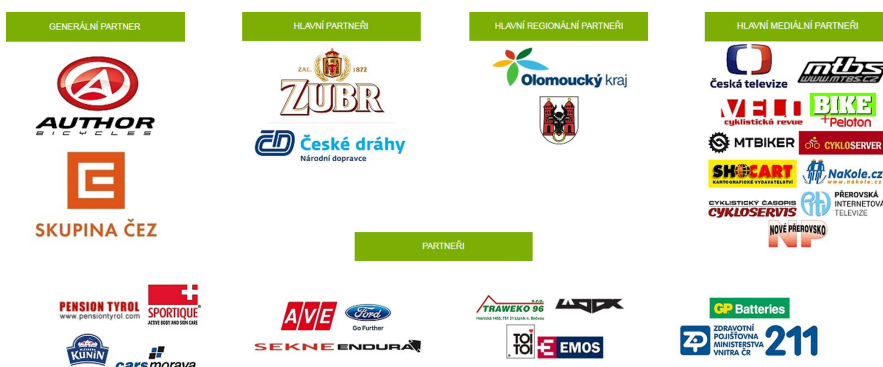 GENERÁLNÍ PARTNER
HLAVNÍ PARTNEŘI
HLAVNÍ REGIONÁLNÍ PARTNEŘI
HLAVNÍ MEDIÁLNÍ PARTNEŘI
A
AUTHOR
BICYCLES
SKUPINA ČEZ
ZAL. 1872
ZUBR
ČD České dráhy
Národní dopravce
Olomoucký kraj
Česká televize
mtbs
WWW.MTBS.CZ
VELO
cyklistická revue
BIKE
+Peloton
MTBIKER
CYKLOSERVER
SHOCART
KARTOGRAFICKÉ VYDAVATELSTVÍ
NaKole.cz
www.nakole.cz
CYKLISTICKÝ ČASOPIS
CYKLOSERVIS
PŘEROVSKÁ
INTERNETOVÁ
TELEVIZE
NOVÉ PŘEROVSKO
NP
PARTNEŘI
PENSION TYROL
www.pensiontyrol.com
SPORTIQUE
ACTIVE BODY AND SKIN CARE
KUNÍN
carsmorava
AVE
Ford
Go Further
SEKNE
ENDURA
s.r.o.
TRAWEKO 96
TOI
TOI
EMOS
GP Batteries
ZP
ZDRAVOTNÍ
POJIŠŤOVNA
MINISTERSTVA
VNITRA ČR
211